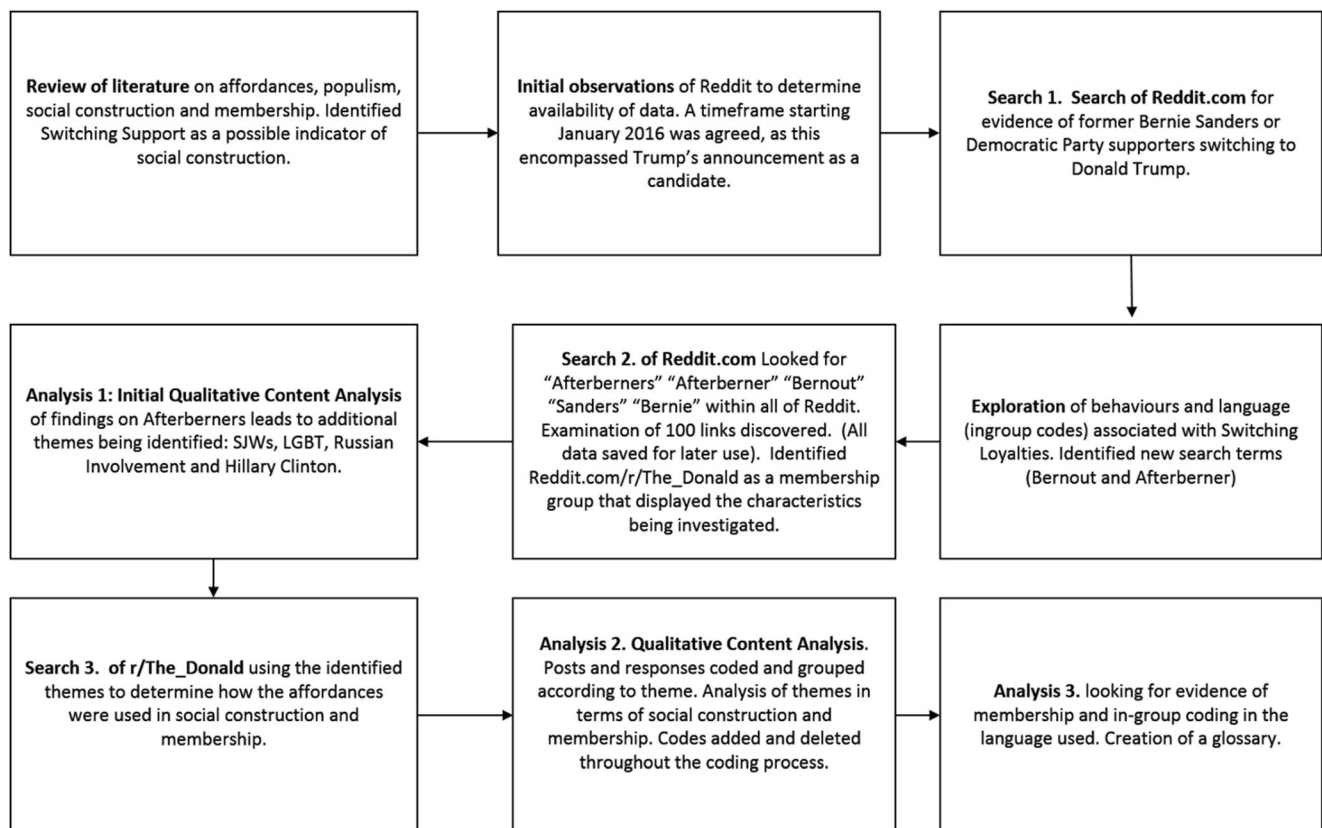 Review of literature on affordances, populism,
social construction and membership. Identified
Switching Support as a possible indicator of
social construction.
Initial observations of Reddit to determine
availability of data. A timeframe starting
January 2016 was agreed, as this
encompassed Trump’s announcement as a
candidate.
Search 1. Search of Reddit.com for
evidence of former Bernie Sanders or
Democratic Party supporters switching to
Donald Trump.
Exploration of behaviours and language
(ingroup codes) associated with Switching
Loyalties. Identified new search terms
(Bernout and Afterberner)
Search 2. of Reddit.com Looked for
“Afterberners” “Afterberner” “Bernout”
“Sanders” “Bernie” within all of Reddit.
Examination of 100 links discovered. (All
data saved for later use). Identified
Reddit.com/r/The_Donald as a membership
group that displayed the characteristics
being investigated.
Analysis 1: Initial Qualitative Content Analysis
of findings on Afterberners leads to additional
themes being identified: SJWs, LGBT, Russian
Involvement and Hillary Clinton.
Search 3. of r/The_Donald using the identified
themes to determine how the affordances
were used in social construction and
membership.
Analysis 2. Qualitative Content Analysis.
Posts and responses coded and grouped
according to theme. Analysis of themes in
terms of social construction and
membership. Codes added and deleted
throughout the coding process.
Analysis 3. looking for evidence of
membership and in-group coding in the
language used. Creation of a glossary.